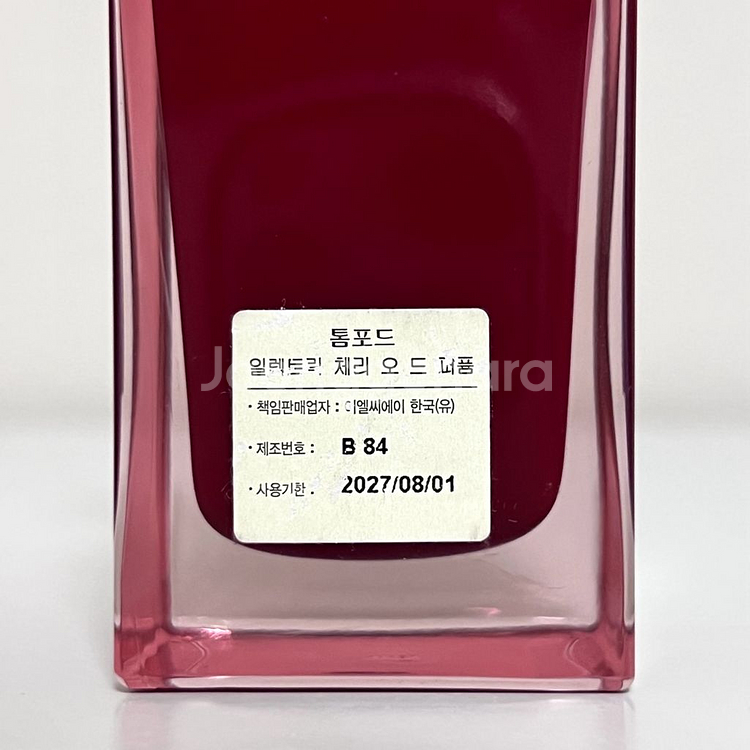 톰포드
일렉트릭 체리 오 드 퍼퓸
· 책임판매업자 : 이엘씨에이 한국(유)
· 제조번호 : B 84
· 사용기한 : 2027/08/01